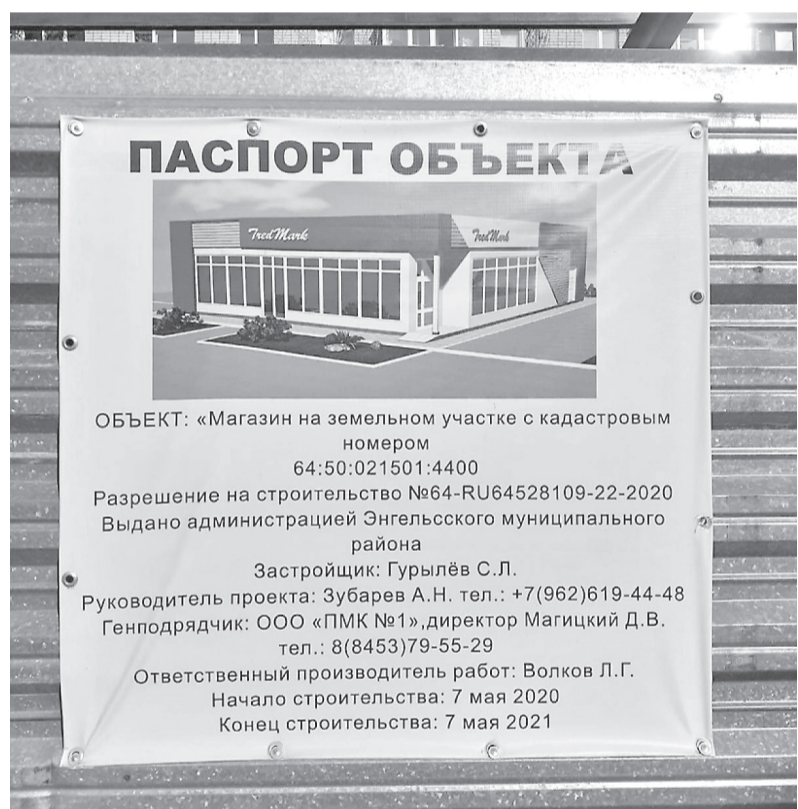 ПАСПОРТ ОБЪЕКТА
TredMark TredMark
ОБЪЕКТ: «Магазин на земельном участке с кадастровым
номером
64:50:021501:4400
Разрешение на строительство №64-RU64528109-22-2020
Выдано администрацией Энгельсского муниципального
района
Застройщик: Гурылёв С.Л.
Руководитель проекта: Зубарев А.Н. тел.: +7(962)619-44-48
Генподрядчик: ООО «ПМК №1»,директор Магицкий Д.В.
тел.: 8(8453)79-55-29
Ответственный производитель работ: Волков Л.Г.
Начало строительства: 7 мая 2020
Конец строительства: 7 мая 2021